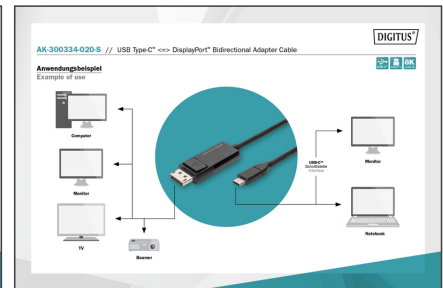 DIGITUS®
AK-300334-020-S // USB Type-C™ <=> DisplayPort™ Bidirectional Adapter Cable
Anwendungsbeispiel
Example of use
8K
Computer
Monitor
TV
Beamer
USB-C™
Schnittstelle
Interface
Monitor
Notebook